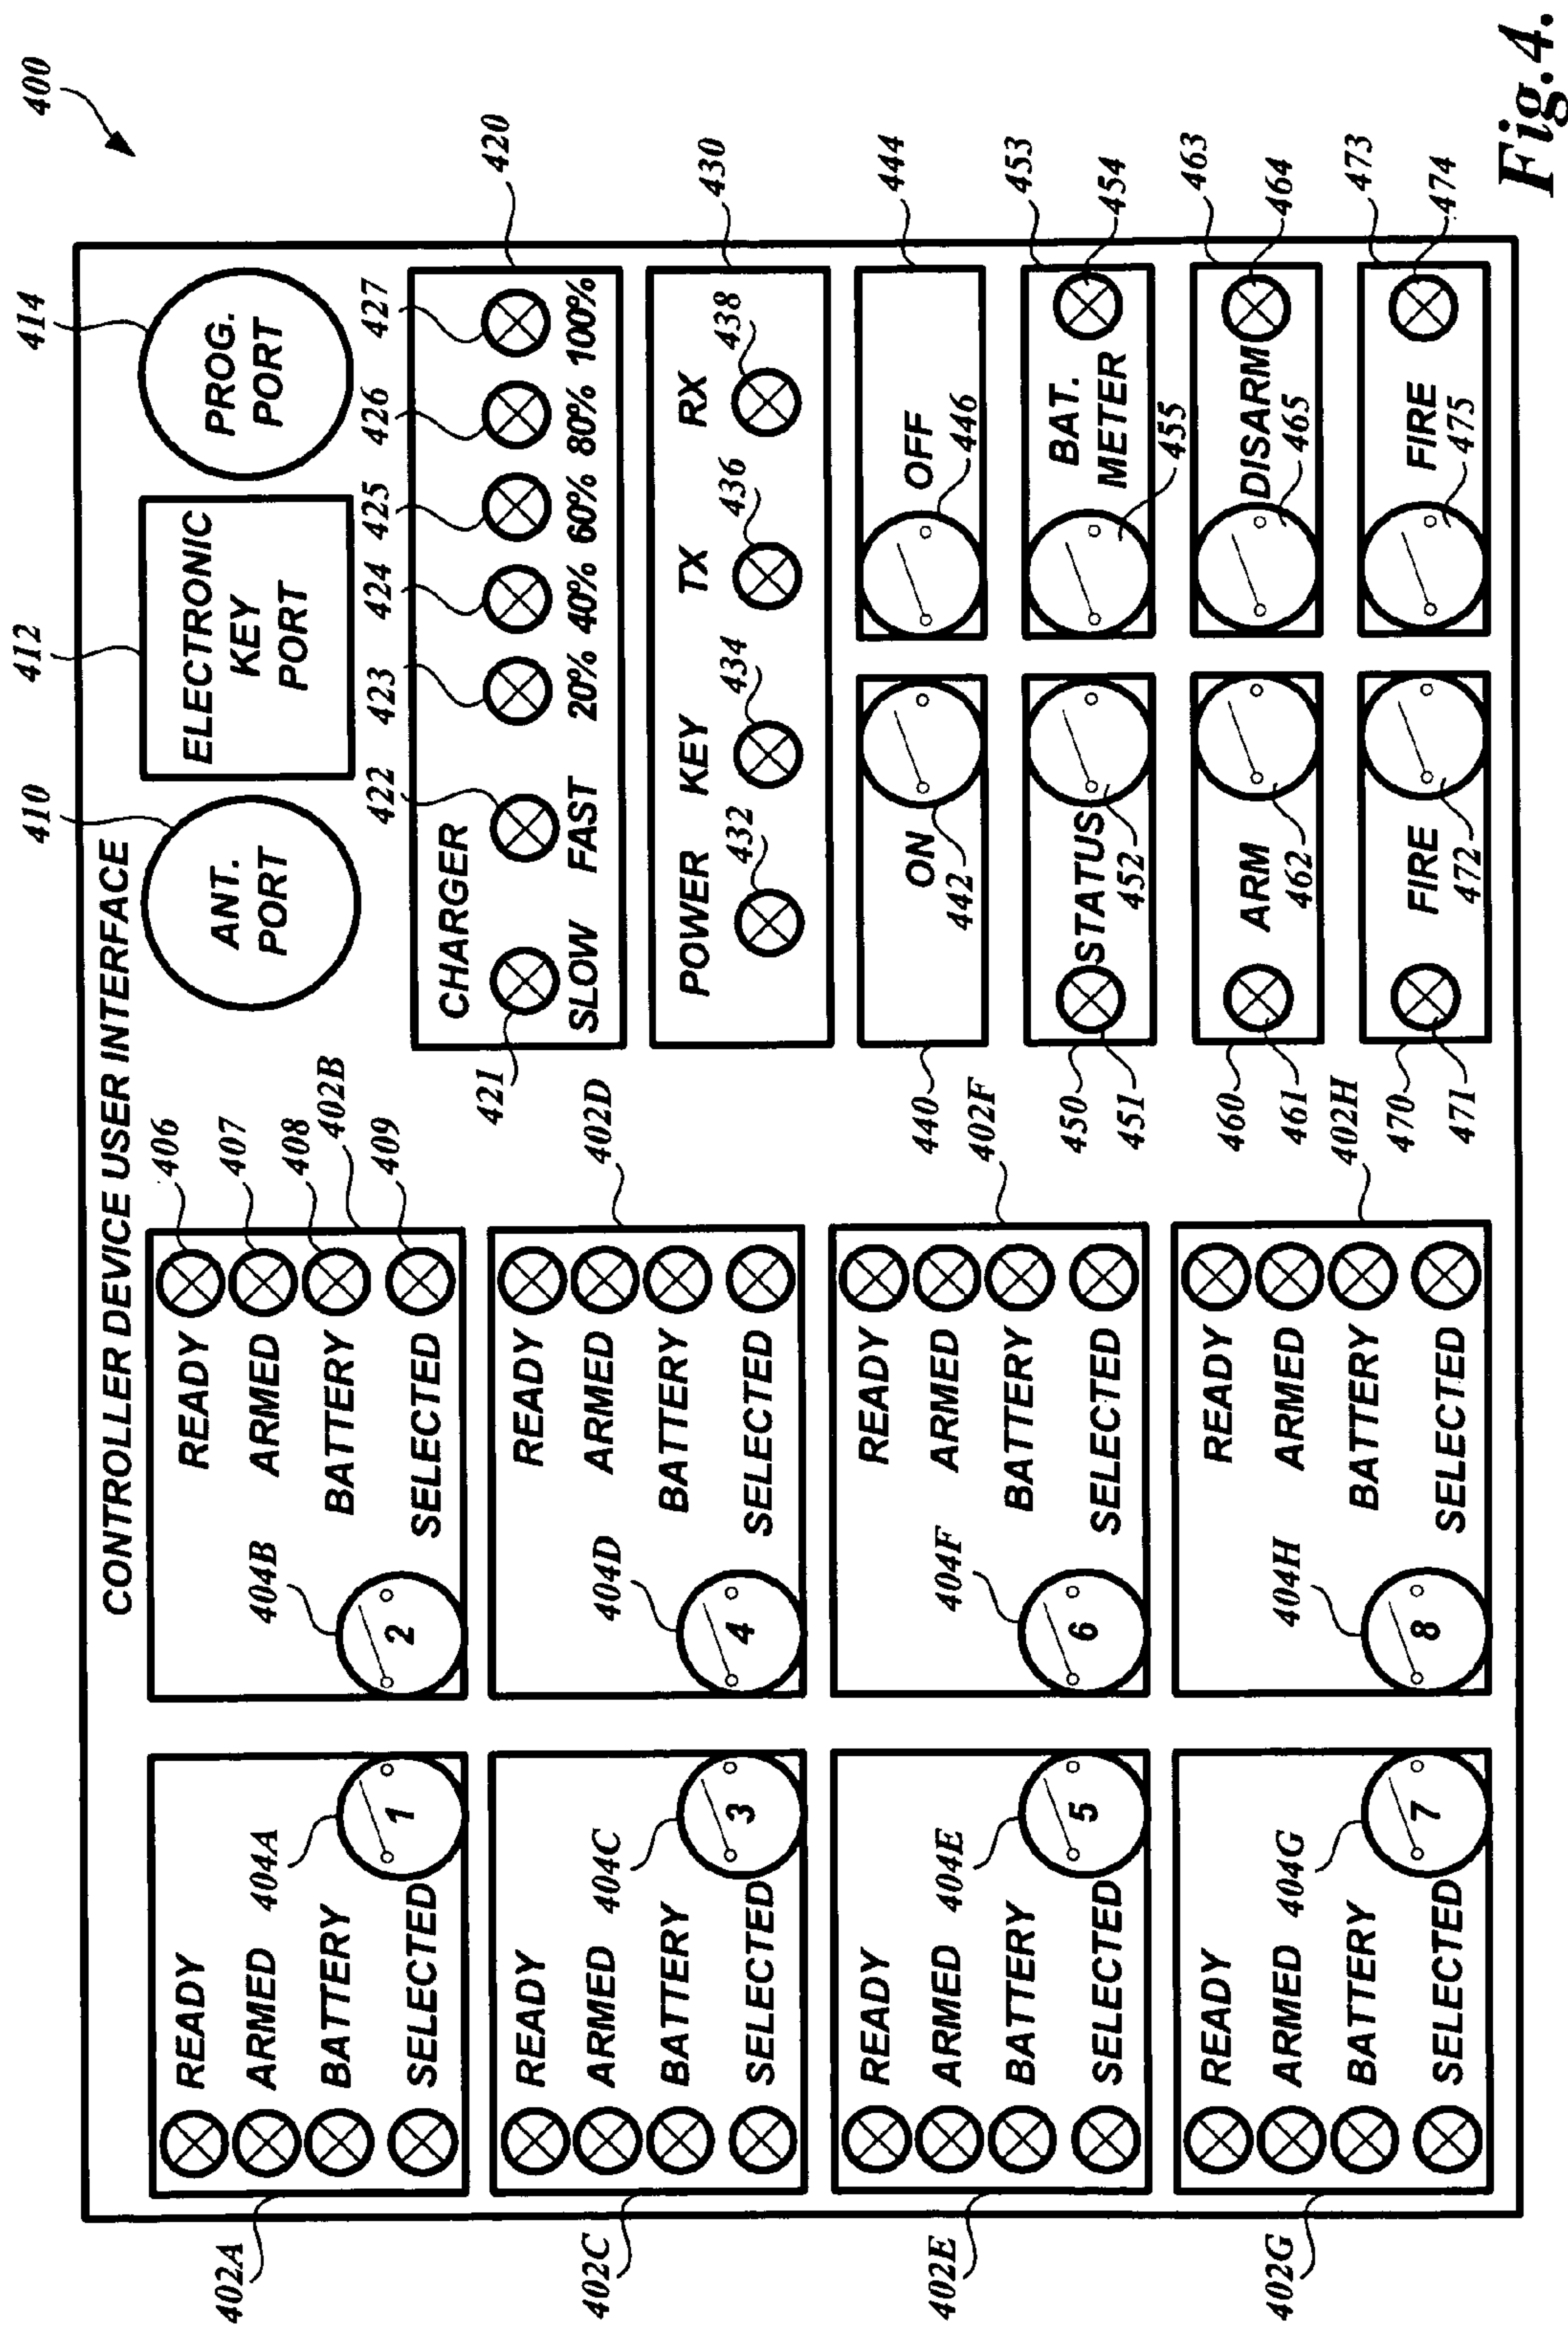 400
CONTROLLER DEVICE USER INTERFACE
402A
READY
ARMED
BATTERY
SELECTED
404A
1
404B
2
READY
ARMED
BATTERY
SELECTED
406
407
408
402B
409
402C
READY
ARMED
BATTERY
SELECTED
404C
3
404D
4
READY
ARMED
BATTERY
SELECTED
402D
402E
READY
ARMED
BATTERY
SELECTED
404E
5
404F
6
READY
ARMED
BATTERY
SELECTED
402F
402G
READY
ARMED
BATTERY
SELECTED
404G
7
404H
8
READY
ARMED
BATTERY
SELECTED
402H
410
412
414
ANT.
PORT
ELECTRONIC
KEY
PORT
PROG.
PORT
422
423
424
425
426
427
CHARGER
421
SLOW FAST 20% 40% 60% 80% 100%
420
POWER KEY TX RX
432
434
436
438
430
440
ON
442
OFF
446
444
450
451
STATUS
452
BAT.
METER
455
453
454
460
461
ARM
462
DISARM
465
463
464
470
471
FIRE
472
FIRE
475
473
474
Fig.4.